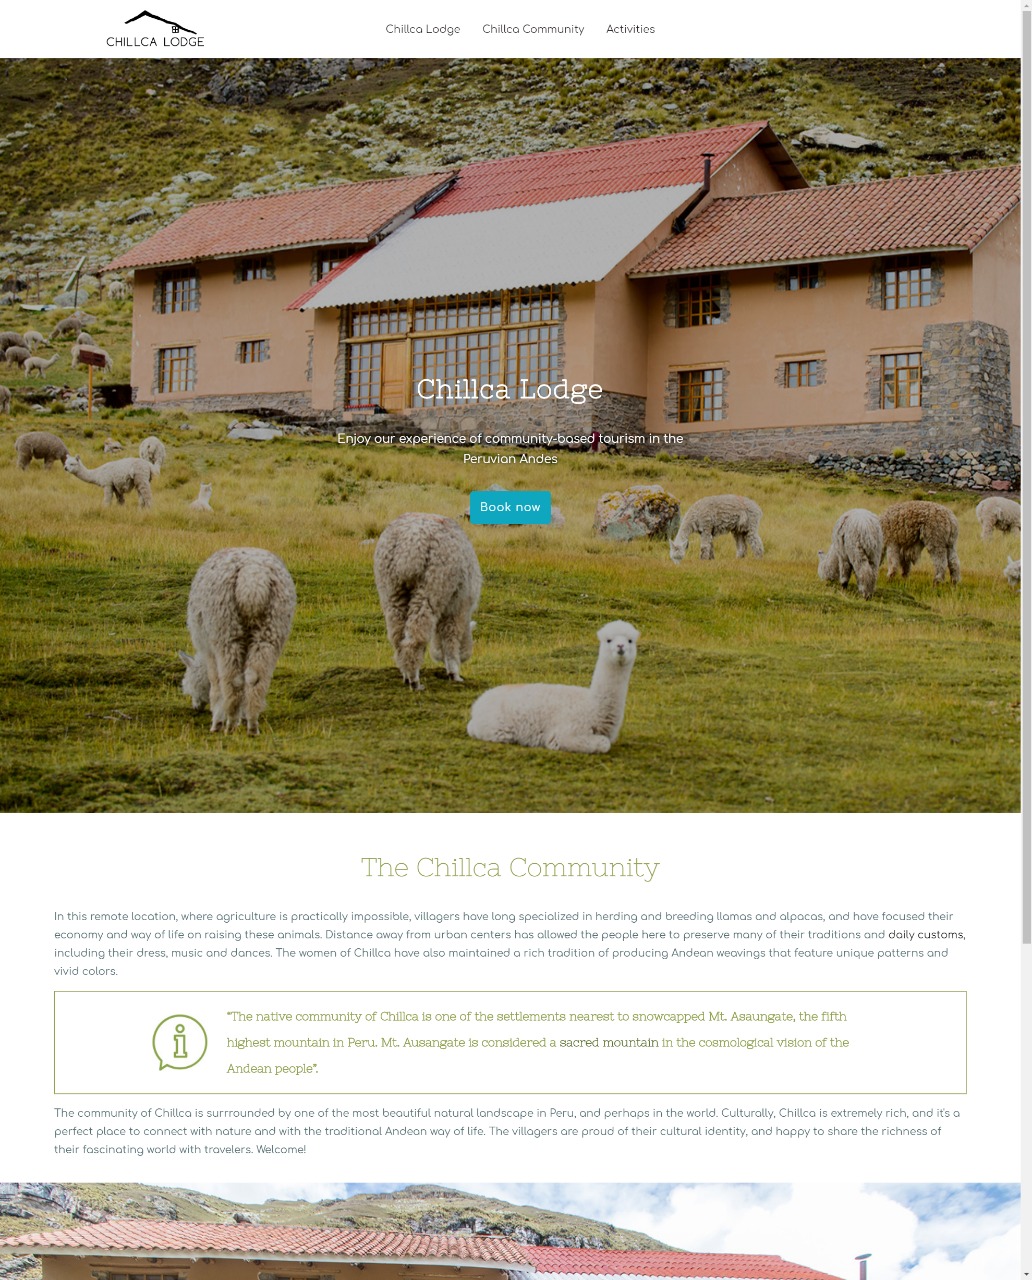 CHILLCA LODGE
Chillca Lodge
Chillca Community
Activities
Chillca Lodge
Enjoy our experience of community-based tourism in the
Peruvian Andes
Book now
The Chillca Community
In this remote location, where agriculture is practically impossible, villagers have long specialized in herding and breeding llamas and alpacas, and have focused their
economy and way of life on raising these animals. Distance away from urban centers has allowed the people here to preserve many of their traditions and daily customs,
including their dress, music and dances. The women of Chillca have also maintained a rich tradition of producing Andean weavings that feature unique patterns and
vivid colors.
“The native community of Chillca is one of the settlements nearest to snowcapped Mt. Asaungate, the fifth
highest mountain in Peru. Mt. Ausangate is considered a sacred mountain in the cosmological vision of the
Andean people”.
The community of Chillca is surrrounded by one of the most beautiful natural landscape in Peru, and perhaps in the world. Culturally, Chillca is extremely rich, and it's a
perfect place to connect with nature and with the traditional Andean way of life. The villagers are proud of their cultural identity, and happy to share the richness of
their fascinating world with travelers. Welcome!